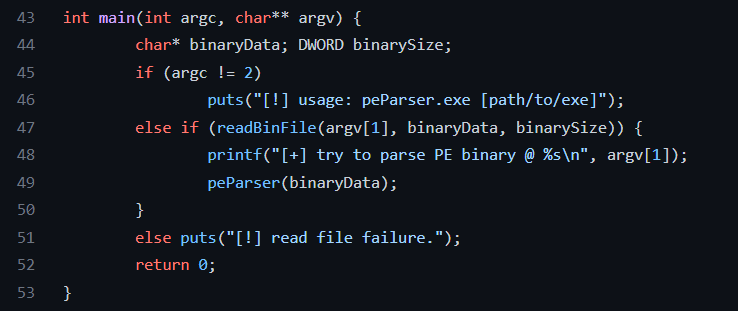 43 int main(int argc, char** argv) {
44 char* binaryData; DWORD binarySize;
45 if (argc != 2)
46 puts("[!] usage: peParser.exe [path/to/exe]");
47 else if (readBinFile(argv[1], binaryData, binarySize)) {
48 printf("[+] try to parse PE binary @ %s\n", argv[1]);
49 peParser(binaryData);
50 }
51 else puts("[!] read file failure.");
52 return 0;
53 }